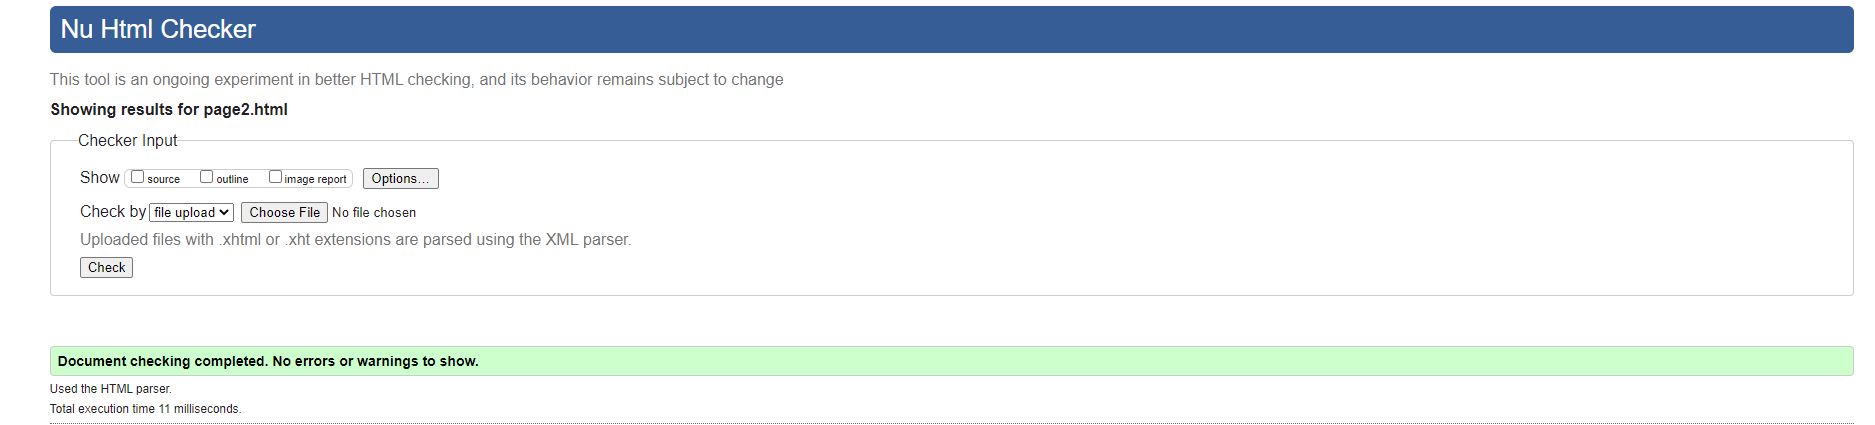 Nu Html Checker
This tool is an ongoing experiment in better HTML checking, and its behavior remains subject to change
Showing results for page2.html
Checker Input
Show source outline image report Options...
Check by file upload Choose File No file chosen
Uploaded files with .xhtml or .xht extensions are parsed using the XML parser.
Check
Document checking completed. No errors or warnings to show.
Used the HTML parser.
Total execution time 11 milliseconds.